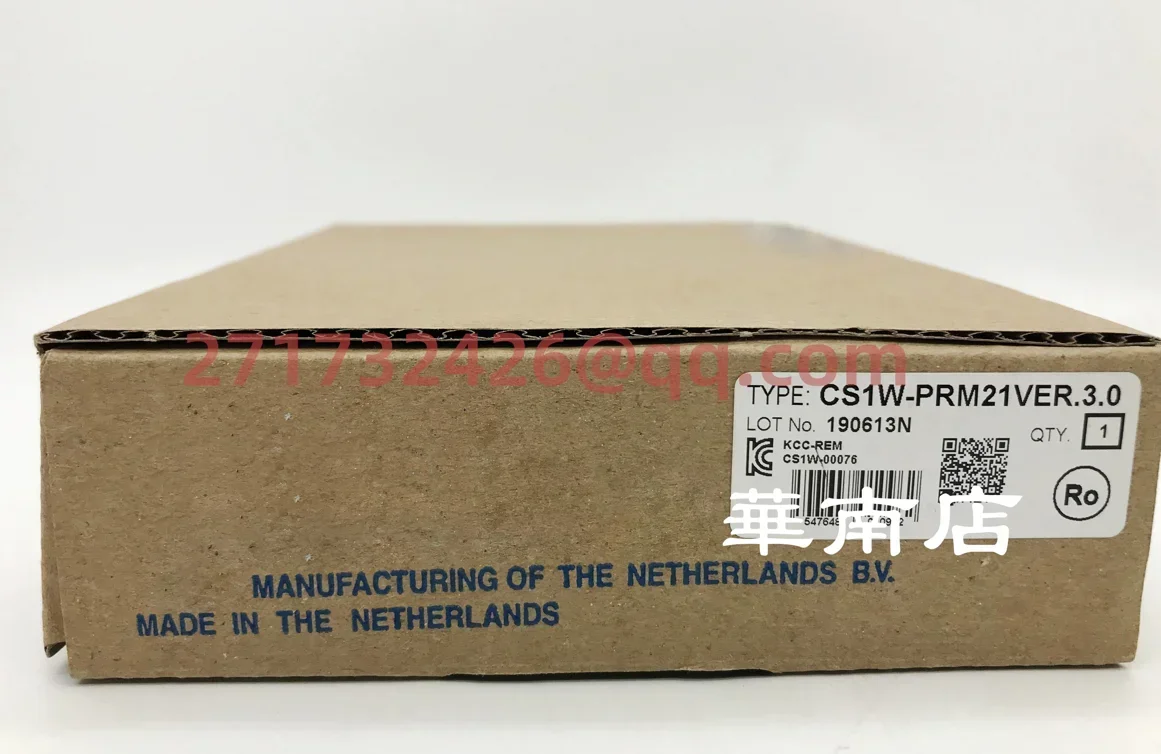 271732426@qq.com
TYPE: CS1W-PRM21VER.3.0
LOT No. 190613N
QTY. 1
KCC-REM
CS1W-00076
Ro
華南店
MANUFACTURING OF THE NETHERLANDS B.V.
MADE IN THE NETHERLANDS